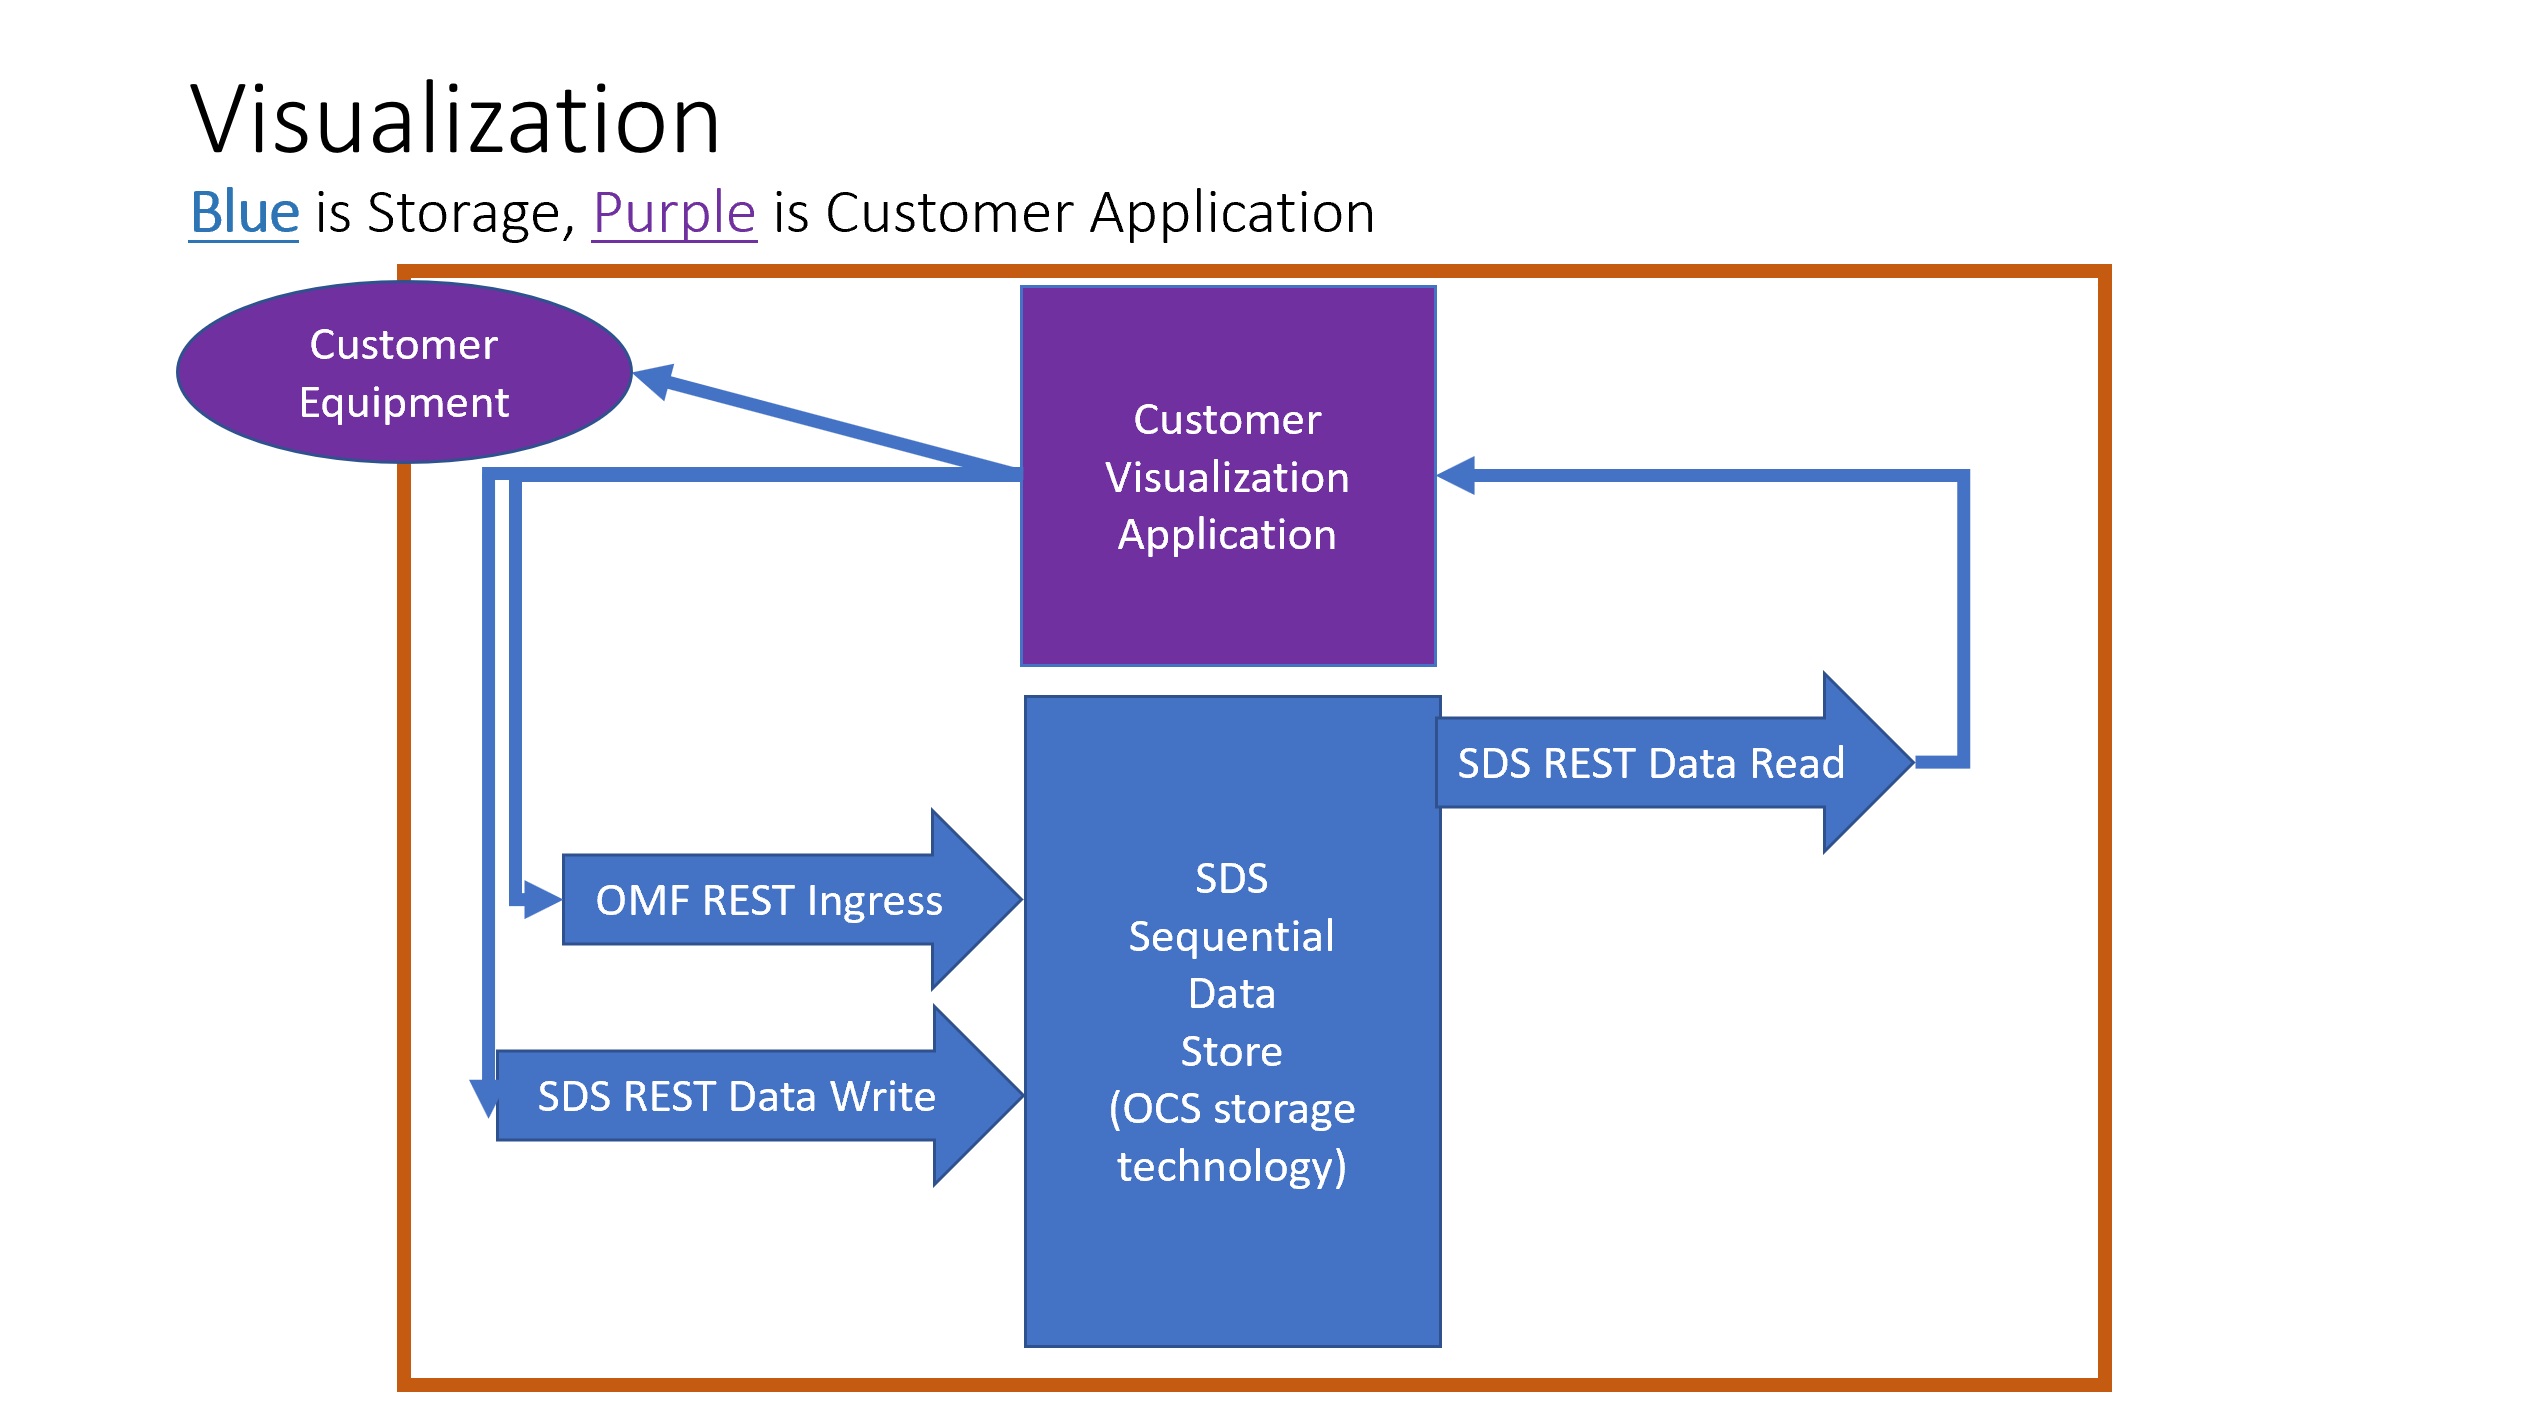 Visualization
Blue is Storage, Purple is Customer Application
Customer
Equipment
Customer
Visualization
Application
SDS REST Data Read
OMF REST Ingress
SDS REST Data Write
SDS
Sequential
Data
Store
(OCS storage
technology)